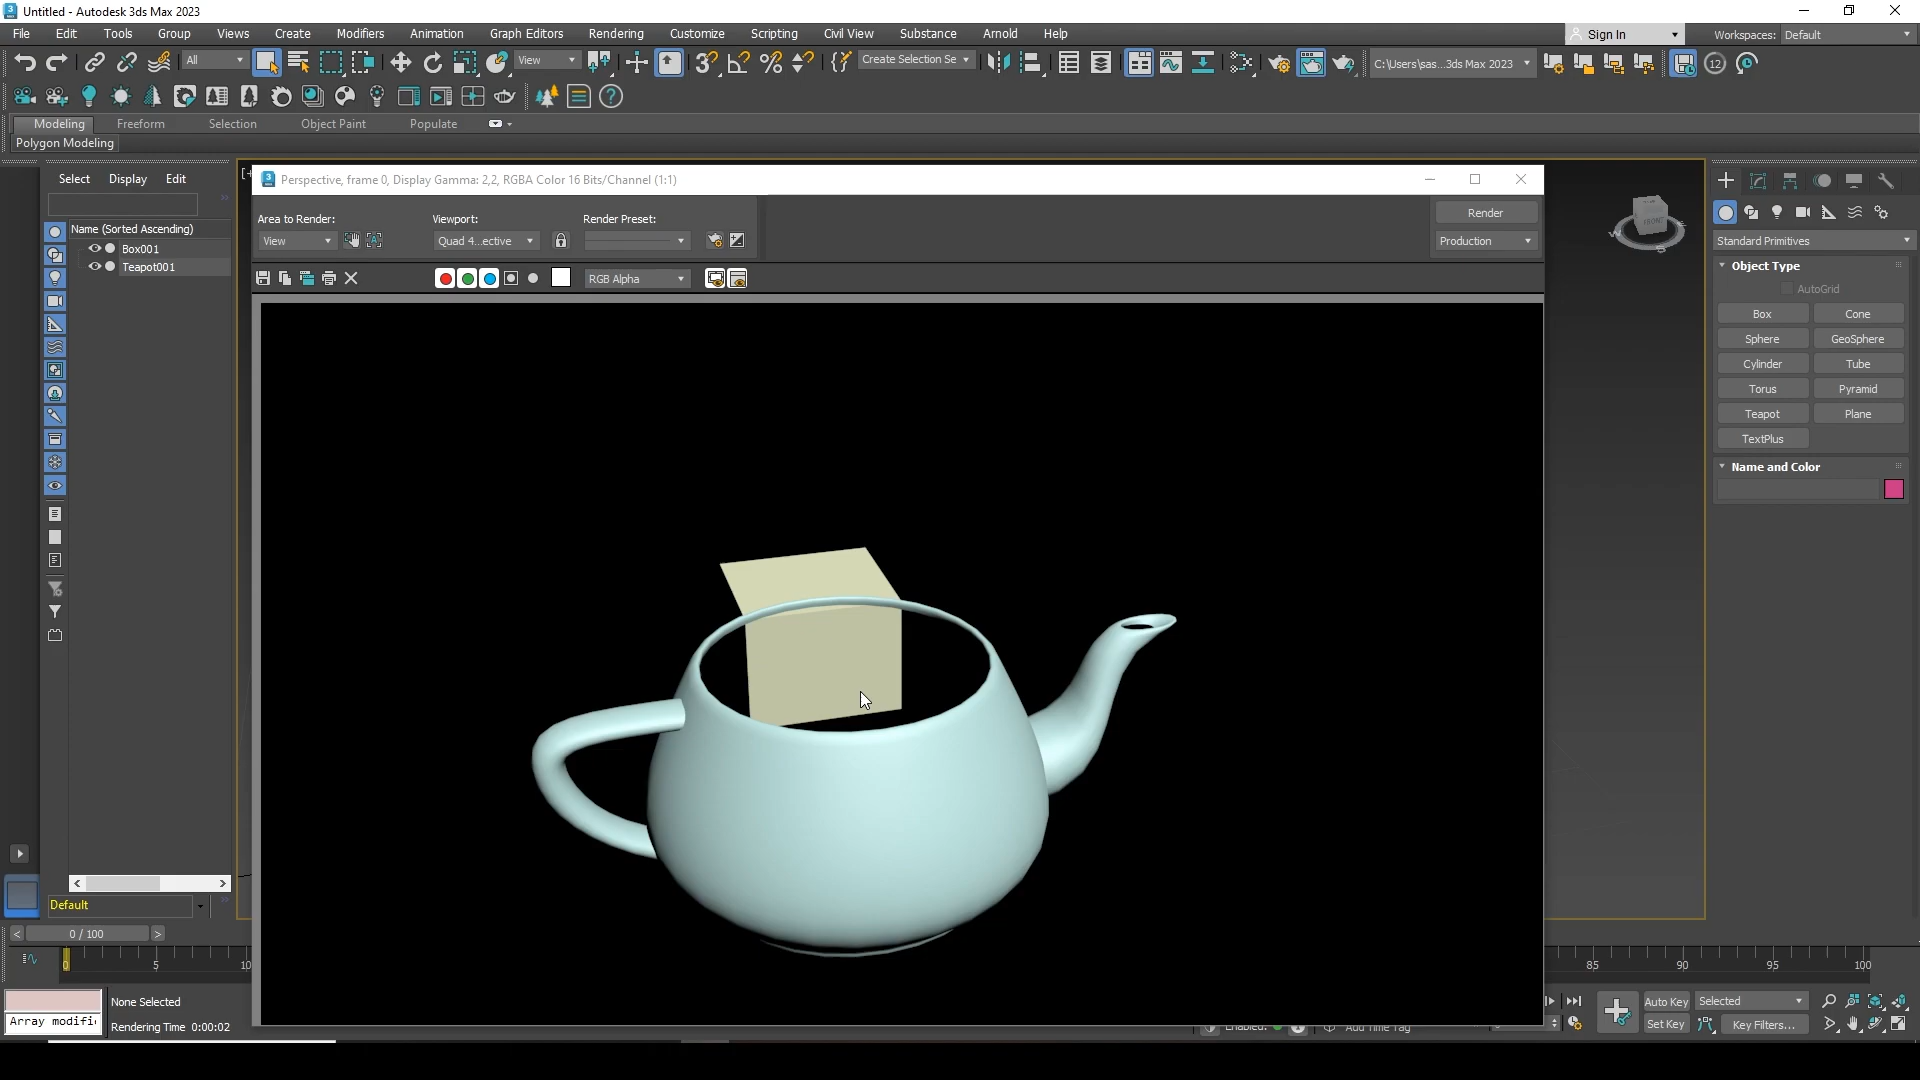 Untitled - Autodesk 3ds Max 2023
File Edit Tools Group Views Create Modifiers Animation Graph Editors Rendering Customize Scripting Civil View Substance Arnold Help
Sign In Workspaces: Default
All View Create Selection Se C:\Users\sas...3ds Max 2023 12
Modeling Freeform Selection Object Paint Populate
Polygon Modeling
Select Display Edit
Name (Sorted Ascending)
Box001
Teapot001
Default
Perspective, frame 0, Display Gamma: 2,2, RGBA Color 16 Bits/Channel (1:1)
Area to Render: Viewport: Render Preset:
View Quad 4...ective
Render
Production
RGB Alpha
Standard Primitives
Object Type
AutoGrid
Box Cone
Sphere GeoSphere
Cylinder Tube
Torus Pyramid
Teapot Plane
TextPlus
Name and Color
0 / 100
0 5 10 85 90 95 100
None Selected
Array modifi
Rendering Time 0:00:02
Enabled: Add Time Tag
Auto Key Selected
Set Key Key Filters...